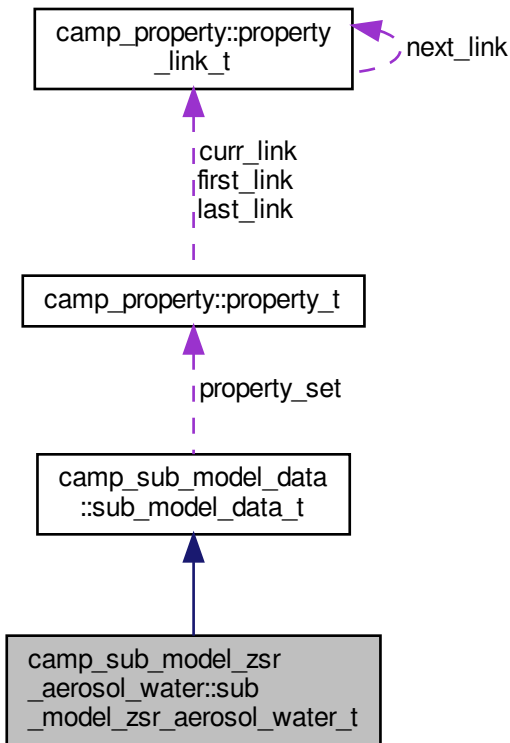 camp_property::property
_link_t
next_link
curr_link
first_link
last_link
camp_property::property_t
property_set
camp_sub_model_data
::sub_model_data_t
camp_sub_model_zsr
_aerosol_water::sub
_model_zsr_aerosol_water_t